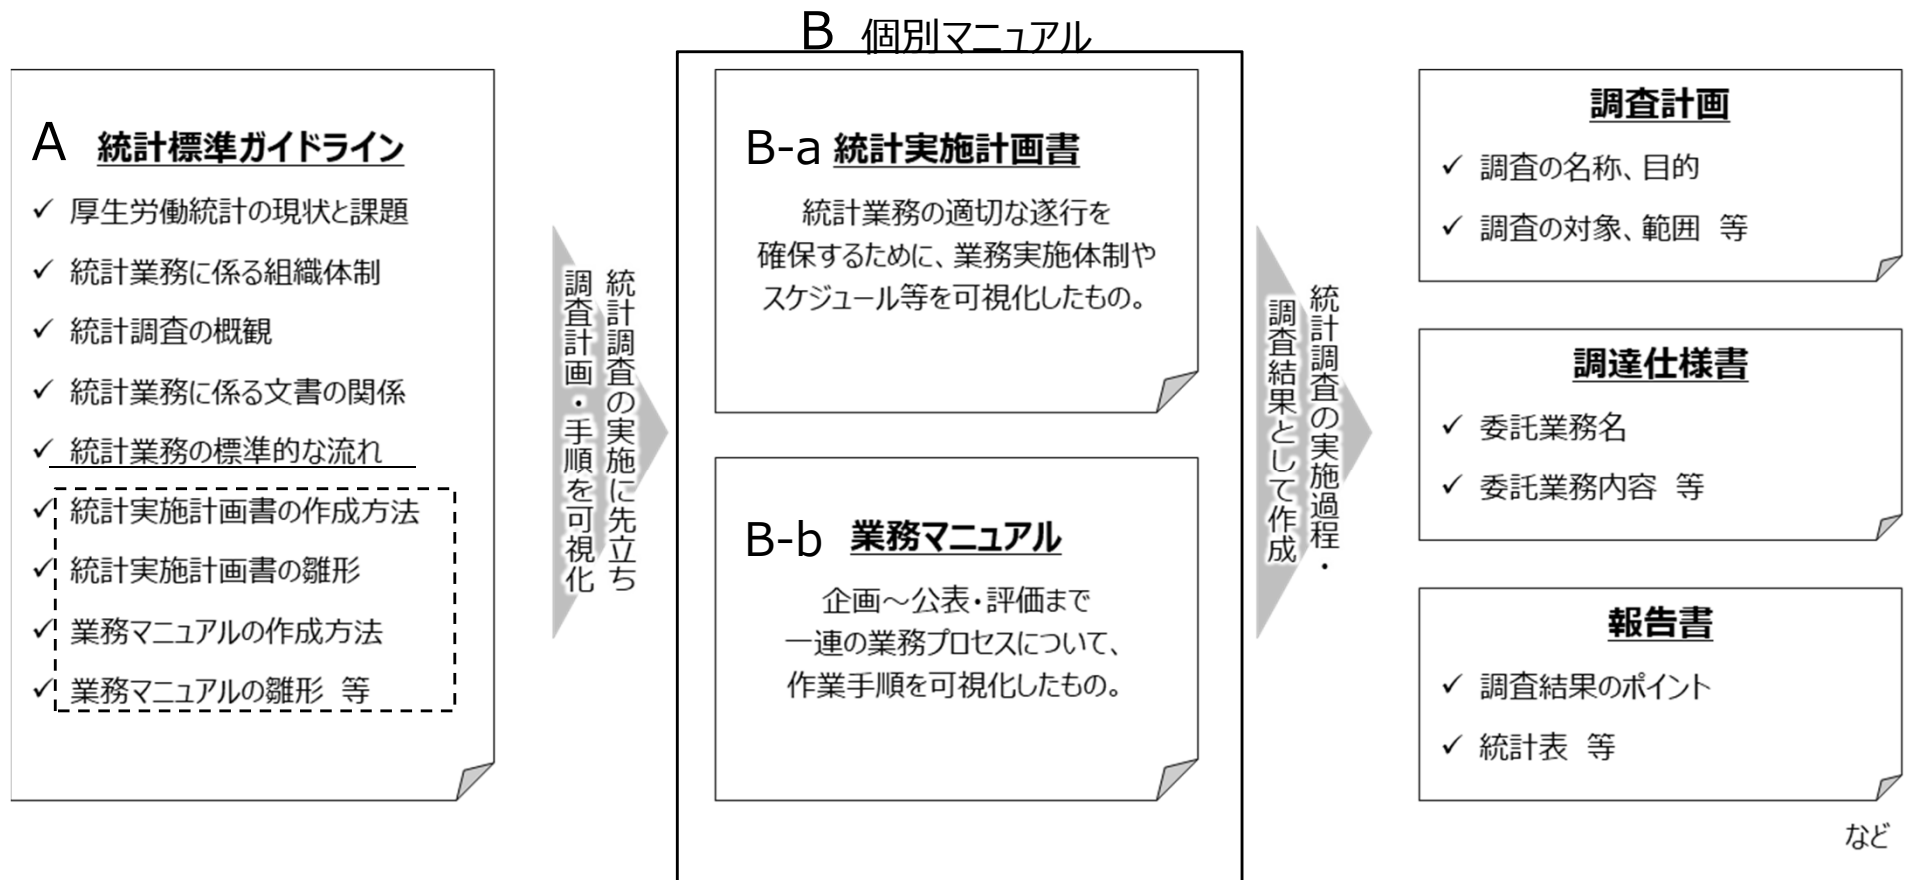 A 統計標準ガイドライン
✓ 厚生労働統計の現状と課題
✓ 統計業務に係る組織体制
✓ 統計調査の概観
✓ 統計業務に係る文書の関係
✓ 統計業務の標準的な流れ
✓ 統計実施計画書の作成方法
✓ 統計実施計画書の雛形
✓ 業務マニュアルの作成方法
✓ 業務マニュアルの雛形 等
統計調査の実施に先立ち
調査計画・手順を可視化
B 個別マニュアル
B-a 統計実施計画書
統計業務の適切な遂行を
確保するために、業務実施体制や
スケジュール等を可視化したもの。
B-b 業務マニュアル
企画～公表・評価まで
一連の業務プロセスについて、
作業手順を可視化したもの。
統計調査の実施過程・
調査結果として作成
調査計画
✓ 調査の名称、目的
✓ 調査の対象、範囲 等
調達仕様書
✓ 委託業務名
✓ 委託業務内容 等
報告書
✓ 調査結果のポイント
✓ 統計表 等
など